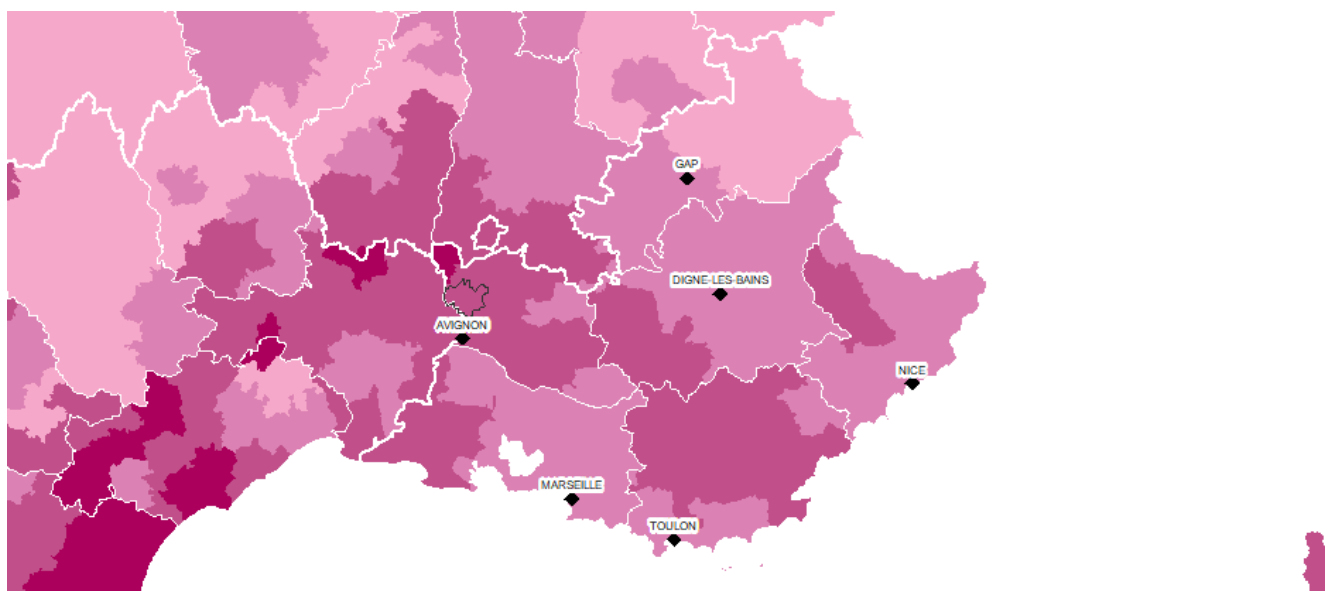 GAP
DIGNE-LES-BAINS
AVIGNON
NICE
MARSEILLE
TOULON